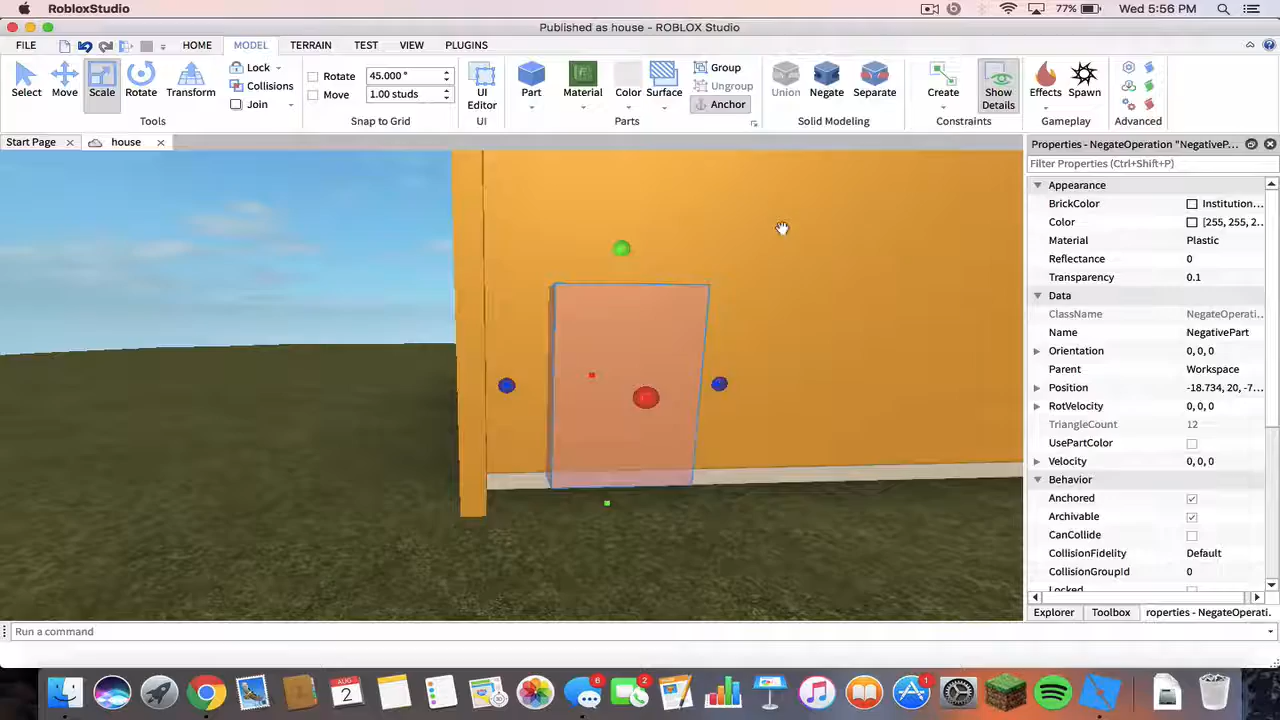 RobloxStudio 77% Wed 5:56 PM
Published as house - ROBLOX Studio
FILE HOME MODEL TERRAIN TEST VIEW PLUGINS
Select Move Scale Rotate Transform
Lock
Collisions
Join
Tools
Rotate 45.000 °
Move 1.00 studs
Snap to Grid
UI Editor
UI
Part Material Color Surface
Group
Ungroup
Anchor
Parts
Union Negate Separate
Solid Modeling
Create Show Details
Constraints
Effects Spawn
Gameplay
Advanced
Start Page house
Properties - NegateOperation "NegativeP...
Filter Properties (Ctrl+Shift+P)
Appearance
BrickColor Institution...
Color [255, 255, 2...
Material Plastic
Reflectance 0
Transparency 0.1
Data
ClassName NegateOperati...
Name NegativePart
Orientation 0, 0, 0
Parent Workspace
Position -18.734, 20, -7...
RotVelocity 0, 0, 0
TriangleCount 12
UsePartColor
Velocity 0, 0, 0
Behavior
Anchored
Archivable
CanCollide
CollisionFidelity Default
CollisionGroupId 0
Locked
Explorer Toolbox roperties - NegateOperati.
Run a command
AUG
2
6
2
1